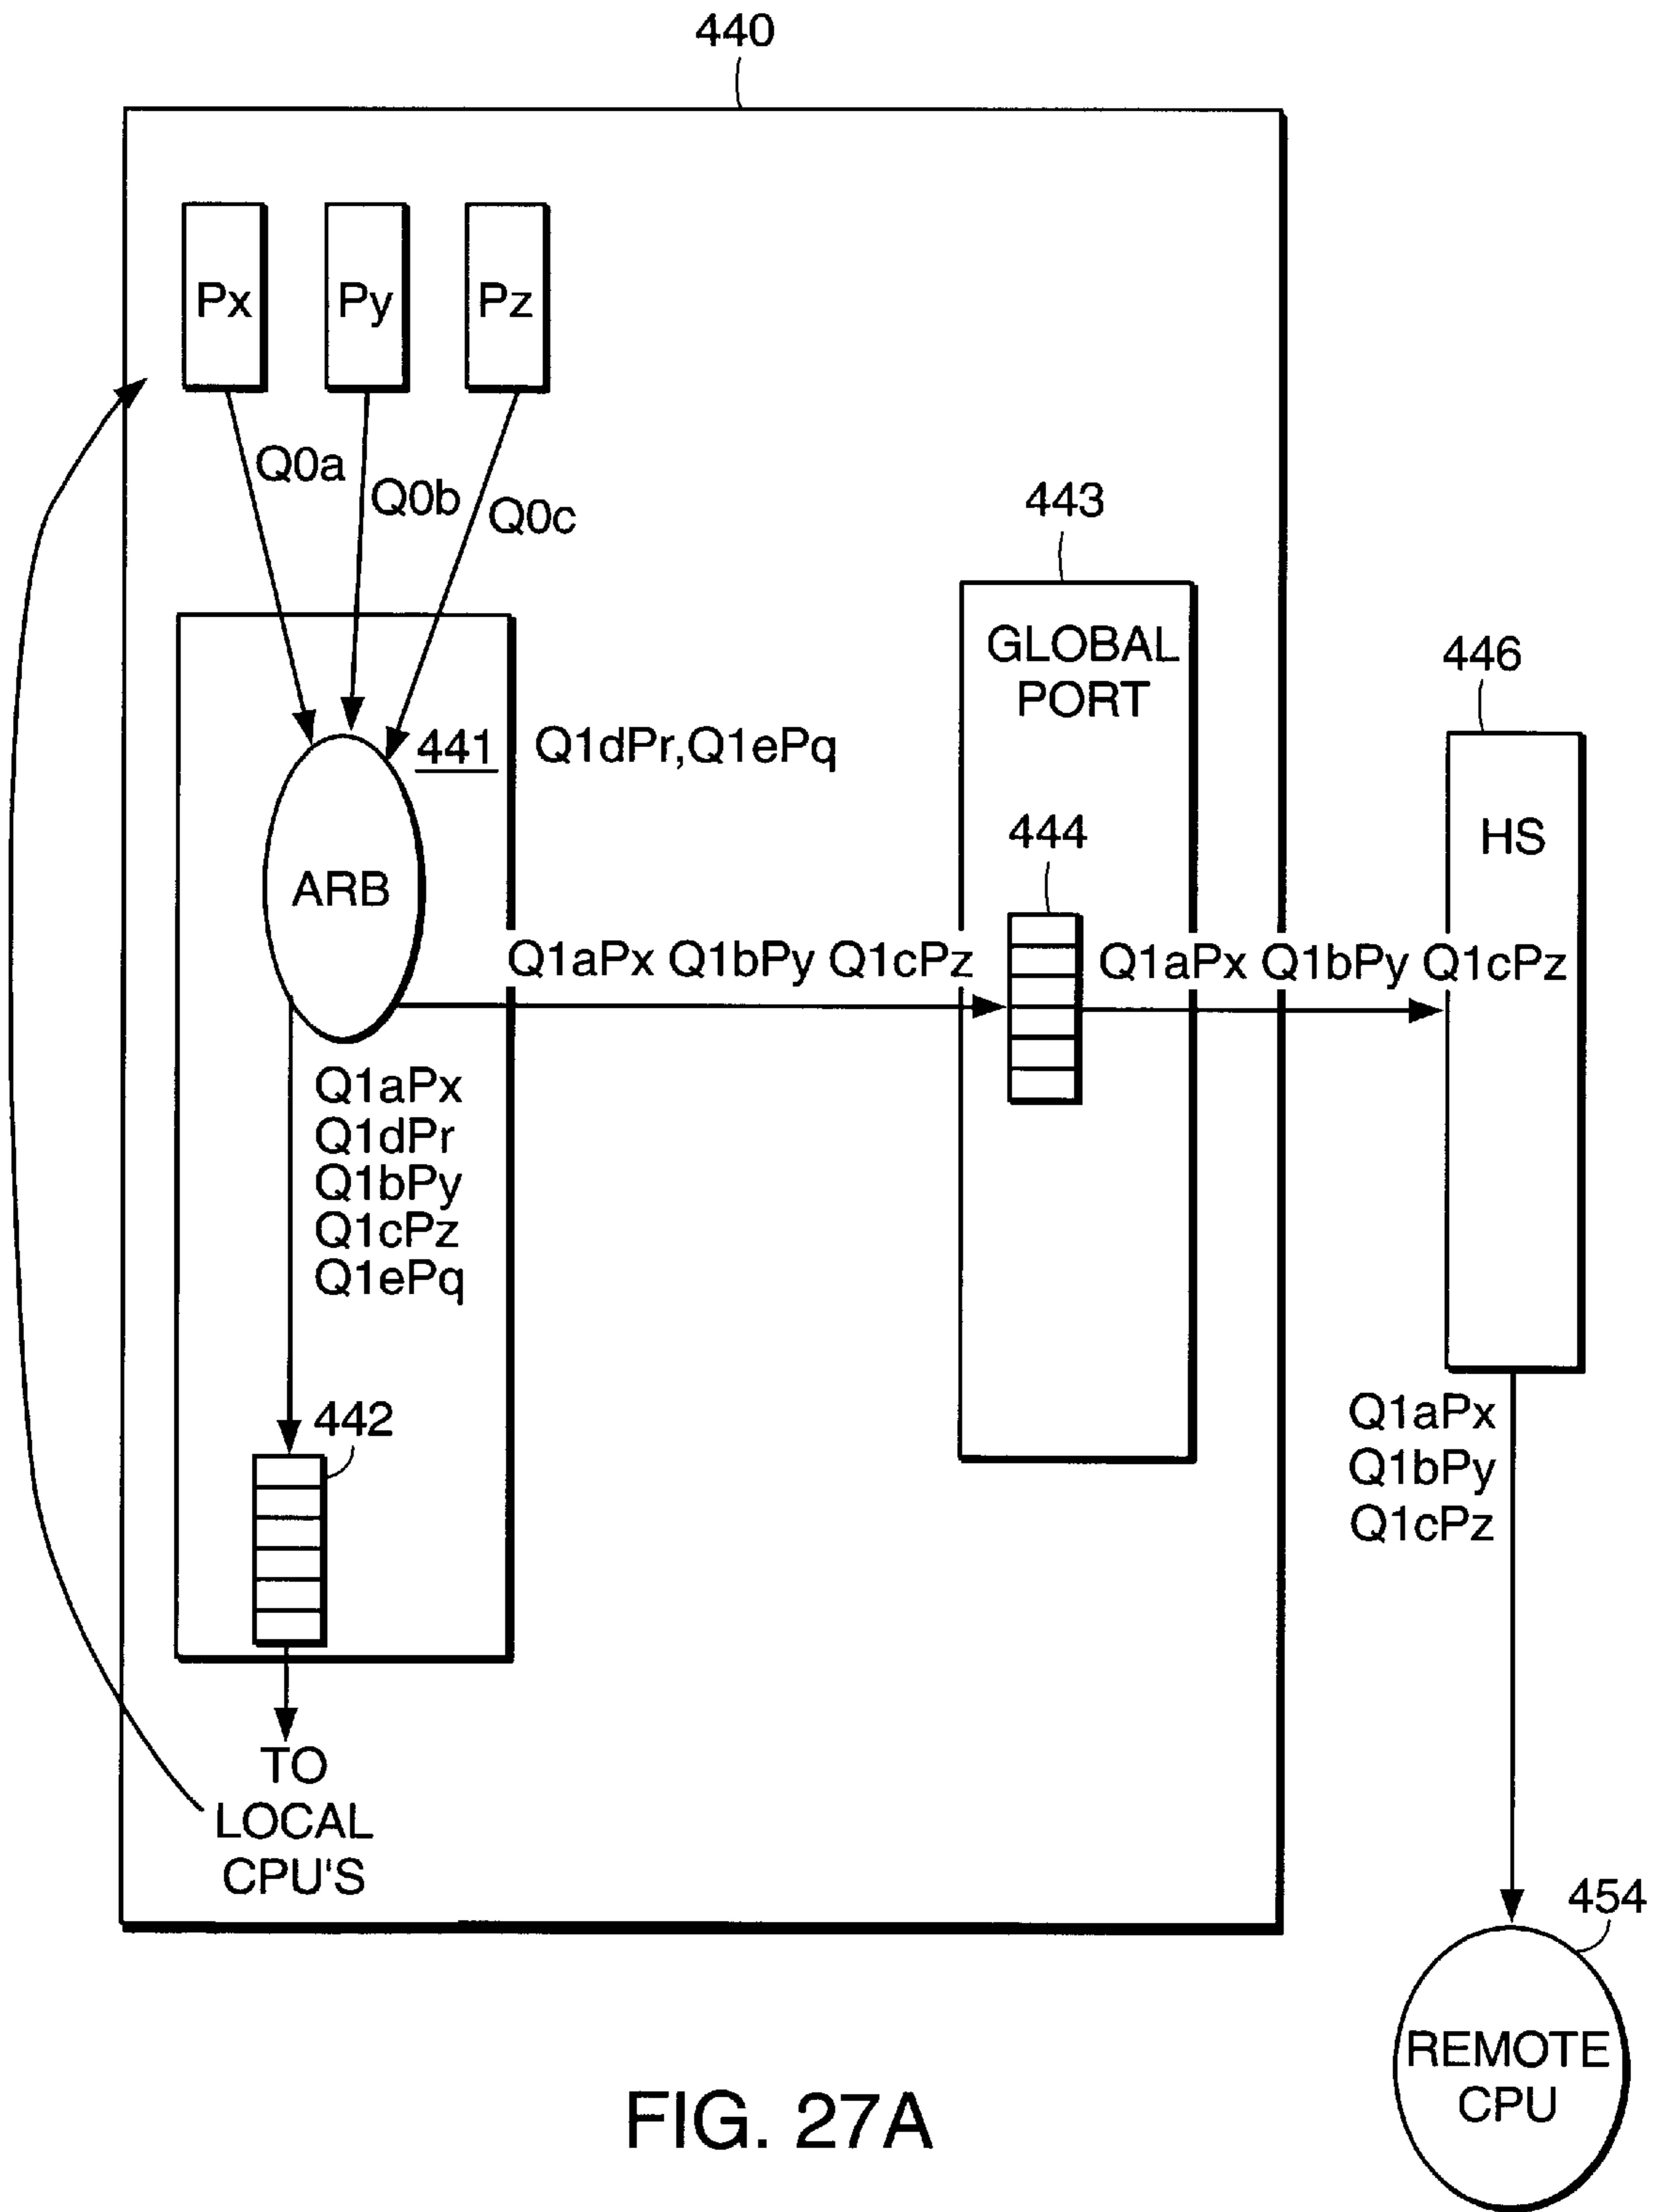 440
Px
Py
Pz
Q0a
Q0b
Q0c
443
GLOBAL
PORT
446
441
Q1dPr,Q1ePq
444
HS
ARB
Q1aPx Q1bPy Q1cPz
Q1aPx Q1bPy Q1cPz
Q1aPx
Q1dPr
Q1bPy
Q1cPz
Q1ePq
442
Q1aPx
Q1bPy
Q1cPz
TO
LOCAL
CPU'S
454
REMOTE
CPU
FIG. 27A